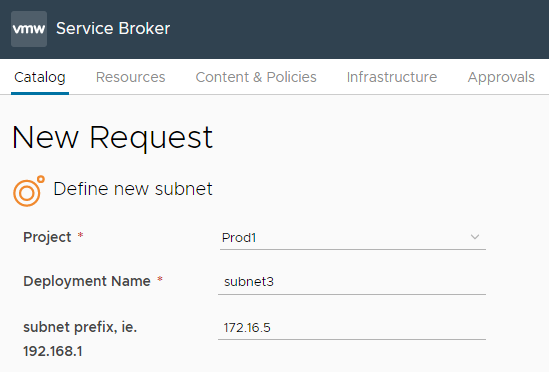 vmw Service Broker
Catalog Resources Content & Policies Infrastructure Approvals
New Request
Define new subnet
Project * Prod1
Deployment Name * subnet3
subnet prefix, ie. 172.16.5
192.168.1